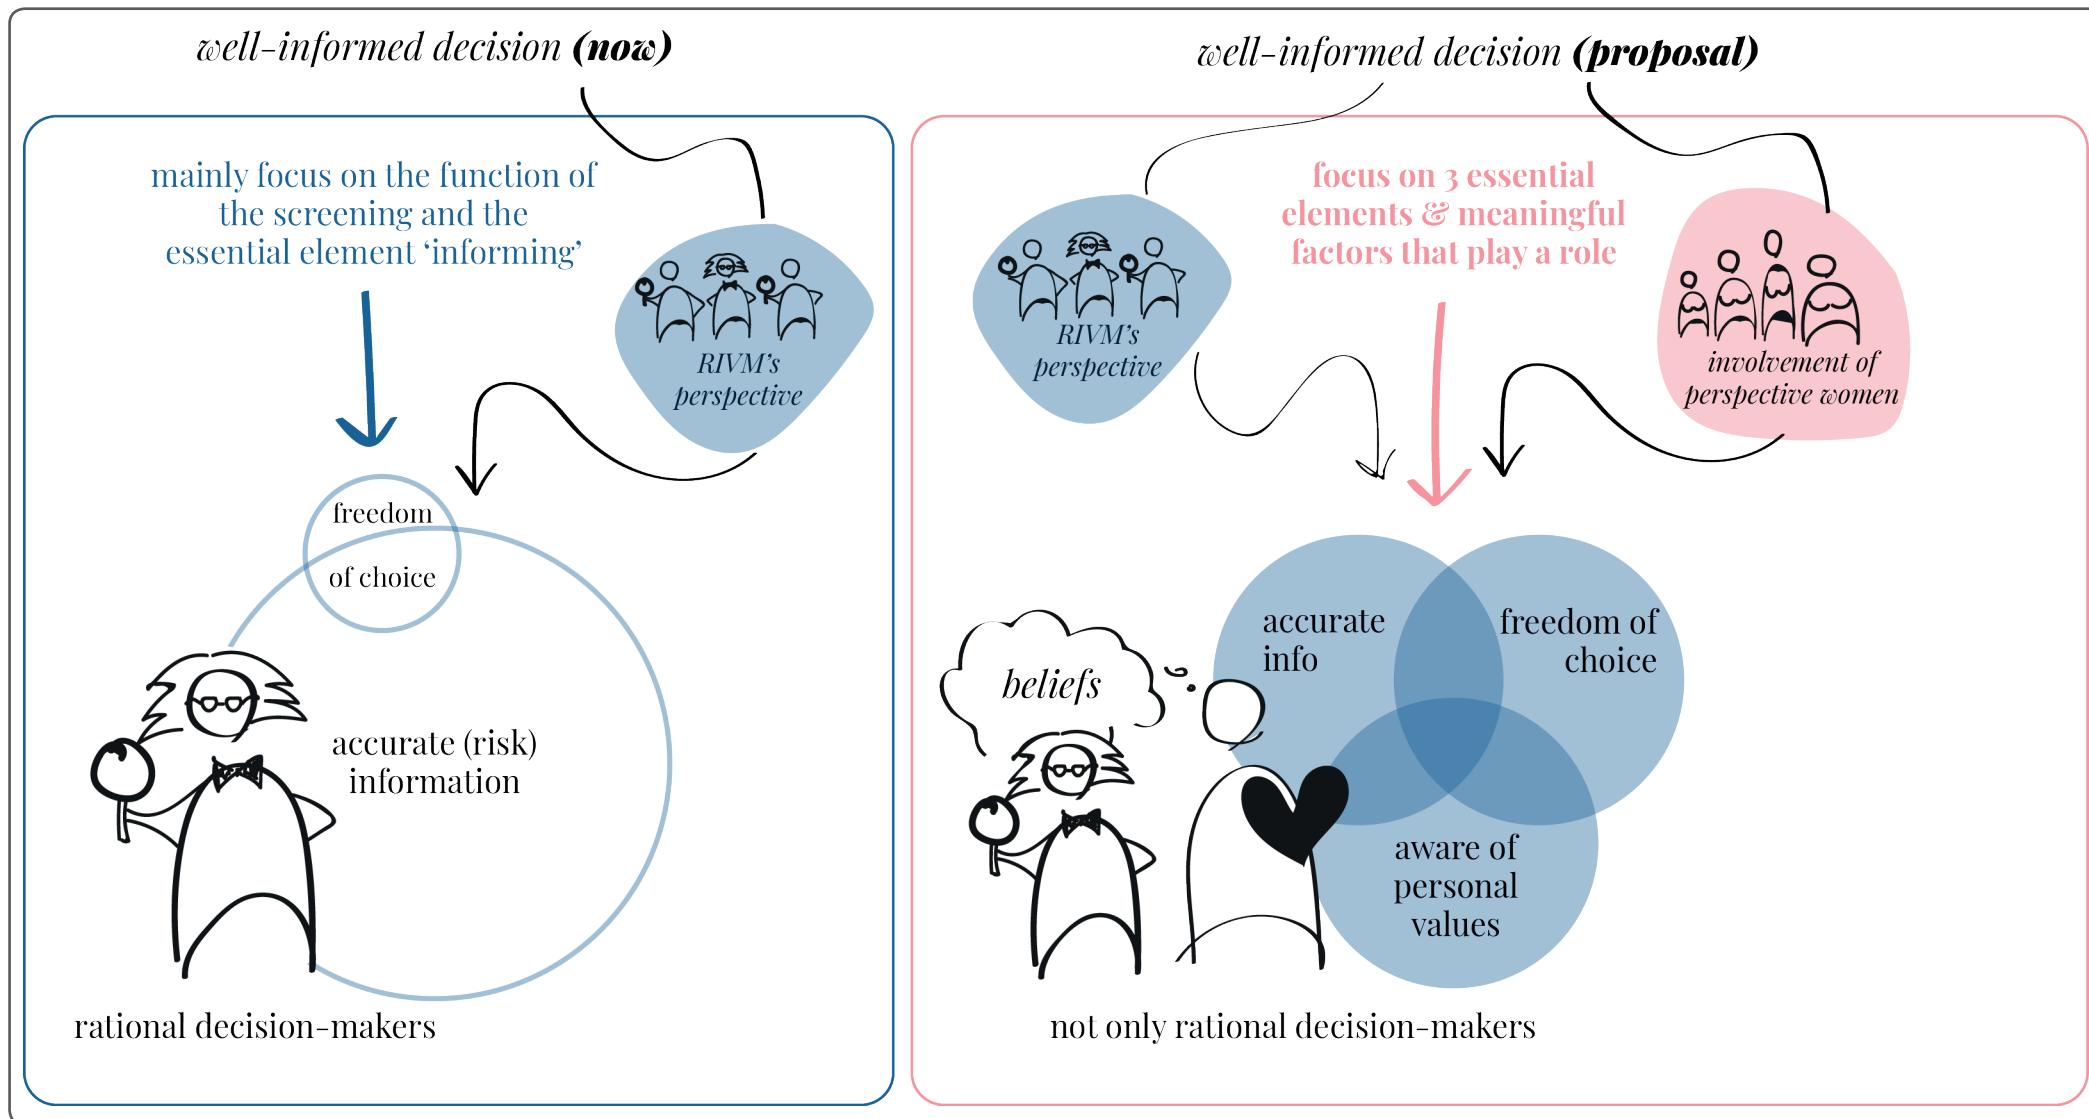 well-informed decision (now)
mainly focus on the function of
the screening and the
essential element ‘informing’
RIVM’s
perspective
freedom
of choice
accurate (risk)
information
rational decision-makers
well-informed decision (proposal)
RIVM’s
perspective
focus on 3 essential
elements & meaningful
factors that play a role
involvement of
perspective women
beliefs
accurate
info
freedom of
choice
aware of
personal
values
not only rational decision-makers